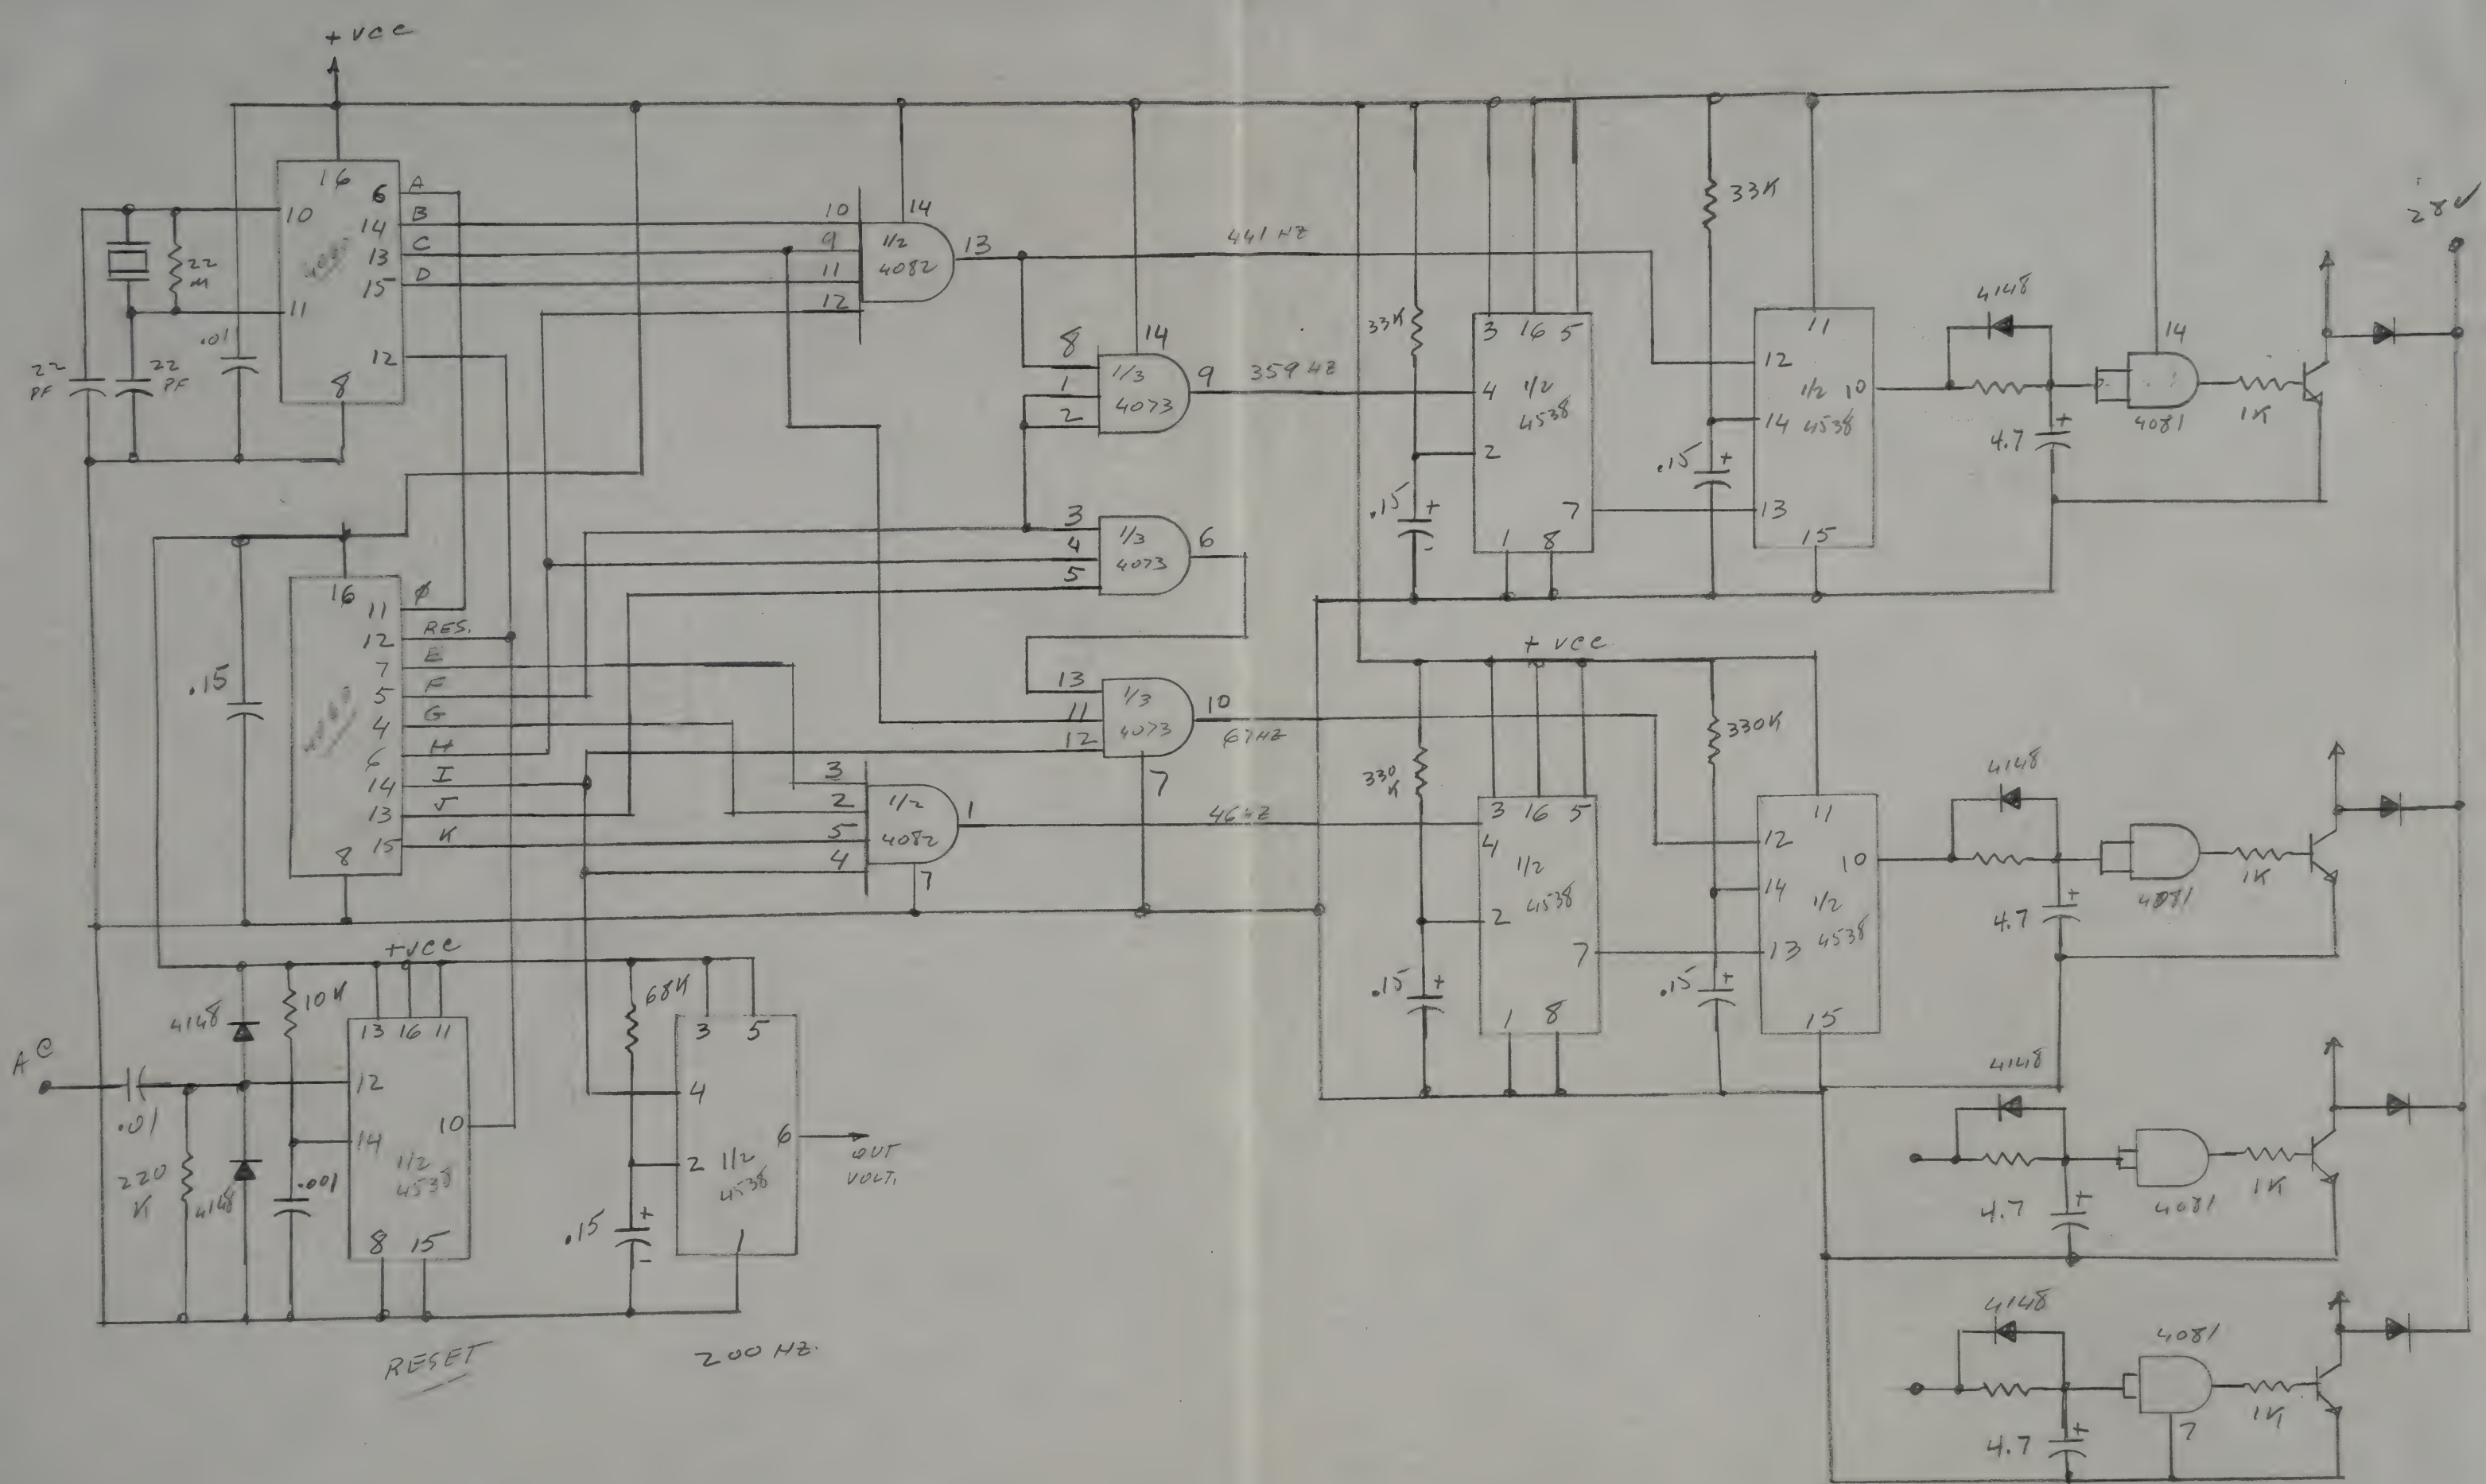 + VCC
16
6 A
14 B
13 C
15 D
10
11
12
8
22 M
.01
22 PF
22 PF
10
9
11
12
14
1/2
4082
13
441 HZ
8
1
2
14
1/3
4073
9
359 HZ
3
4
5
1/3
4073
6
13
11
12
1/3
4073
10
67HZ
7
3
2
5
4
1/2
4082
1
7
46HZ
16
11 Ø
12 RES.
7 E
5 F
4 G
6 H
14 I
13 J
15 K
8
.15
+VCC
10K
4148
AC
.01
220 K
4148
.001
13 16 11
12
14
10
1/2
4538
8 15
RESET
68K
.15
+
-
3 5
4
2
6
1/2
4538
1
OUT VOLT.
200 HZ.
33K
.15
+
-
3 16 5
4
2
7
1/2
4538
1 8
33K
.15
+
11
12
14
13
10
1/2
4538
15
4148
4.7
+
14
4081
1K
28V
+ VCC
330 K
.15
+
3 16 5
4
2
7
1/2
4538
1 8
330K
.15
+
11
12
14
13
10
1/2
4538
15
4148
4.7
+
4081
1K
4148
4.7
+
4081
1K
4148
4.7
+
4081
7
1K